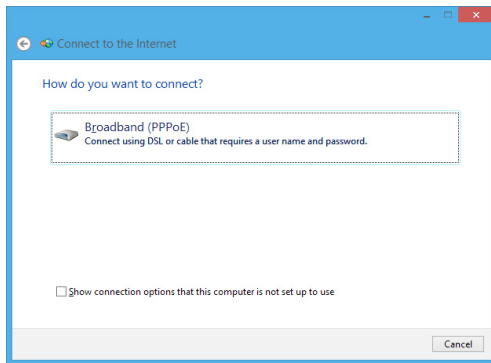 Connect to the Internet
How do you want to connect?
Broadband (PPPoE)
Connect using DSL or cable that requires a user name and password.
Show connection options that this computer is not set up to use
Cancel